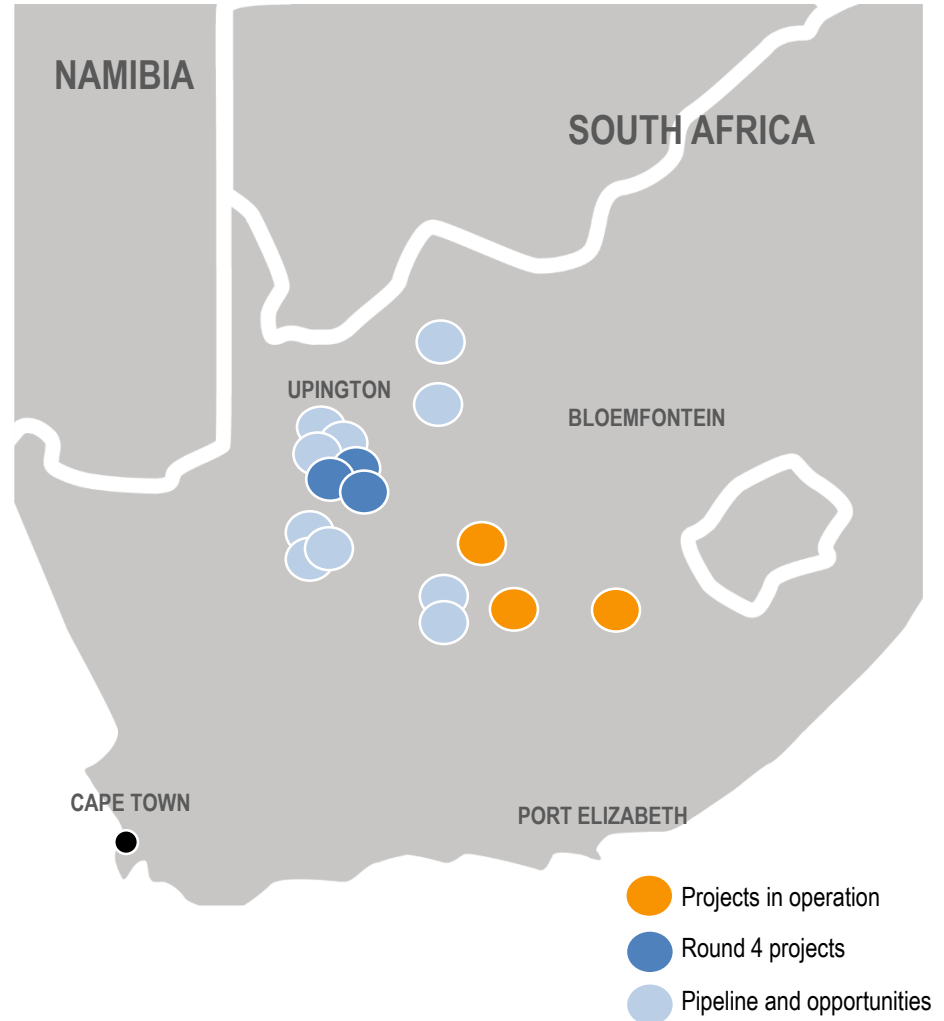 NAMIBIA
SOUTH AFRICA
UPINGTON
BLOEMFONTEIN
CAPE TOWN
PORT ELIZABETH
Projects in operation
Round 4 projects
Pipeline and opportunities